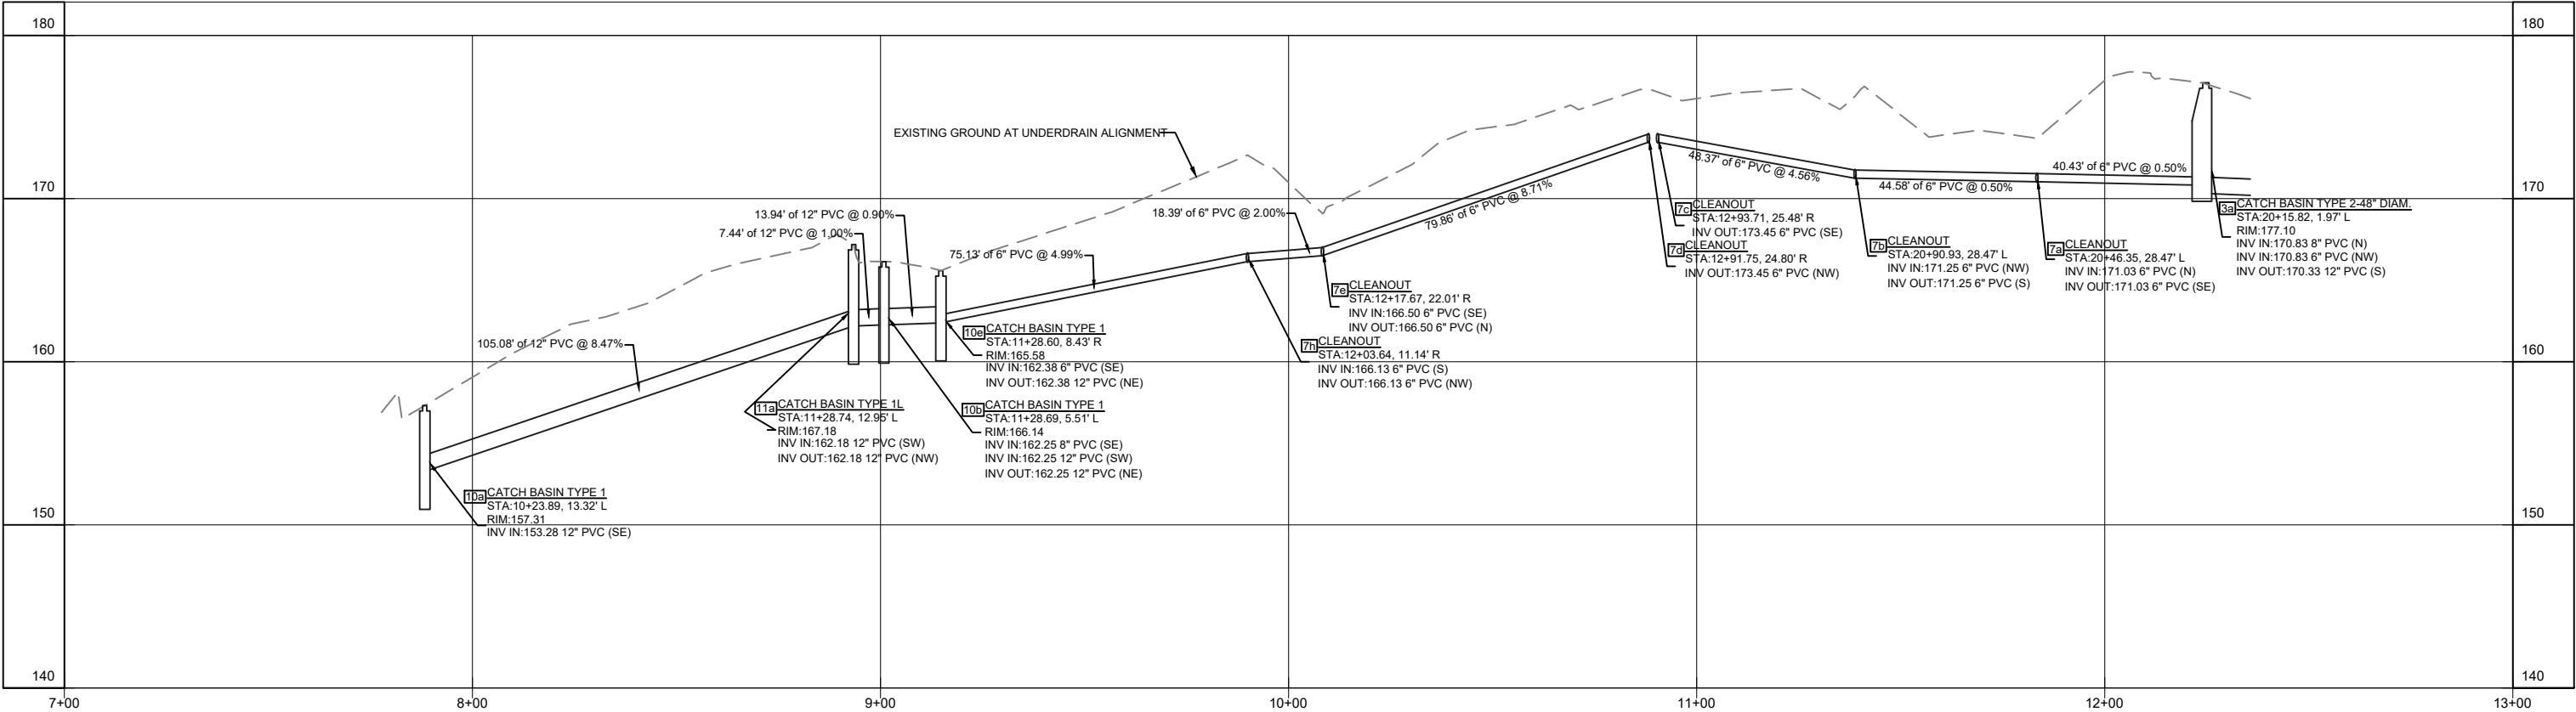 180
180
170
170
160
160
150
150
140
140
7+00
8+00
9+00
10+00
11+00
12+00
13+00
EXISTING GROUND AT UNDERDRAIN ALIGNMENT
105.08' of 12" PVC @ 8.47%
7.44' of 12" PVC @ 1.00%
13.94' of 12" PVC @ 0.90%
75.13' of 6" PVC @ 4.99%
18.39' of 6" PVC @ 2.00%
79.86' of 6" PVC @ 8.71%
48.37' of 6" PVC @ 4.56%
44.58' of 6" PVC @ 0.50%
40.43' of 6" PVC @ 0.50%
10a CATCH BASIN TYPE 1
STA:10+23.89, 13.32' L
RIM:157.31
INV IN:153.28 12" PVC (SE)
11a CATCH BASIN TYPE 1L
STA:11+28.74, 12.95' L
RIM:167.18
INV IN:162.18 12" PVC (SW)
INV OUT:162.18 12" PVC (NW)
10b CATCH BASIN TYPE 1
STA:11+28.69, 5.51' L
RIM:166.14
INV IN:162.25 8" PVC (SE)
INV IN:162.25 12" PVC (SW)
INV OUT:162.25 12" PVC (NE)
10e CATCH BASIN TYPE 1
STA:11+28.60, 8.43' R
RIM:165.58
INV IN:162.38 6" PVC (SE)
INV OUT:162.38 12" PVC (NE)
7h CLEANOUT
STA:12+03.64, 11.14' R
INV IN:166.13 6" PVC (S)
INV OUT:166.13 6" PVC (NW)
7e CLEANOUT
STA:12+17.67, 22.01' R
INV IN:166.50 6" PVC (SE)
INV OUT:166.50 6" PVC (N)
7c CLEANOUT
STA:12+93.71, 25.48' R
INV OUT:173.45 6" PVC (SE)
7d CLEANOUT
STA:12+91.75, 24.80' R
INV OUT:173.45 6" PVC (NW)
7b CLEANOUT
STA:20+90.93, 28.47' L
INV IN:171.25 6" PVC (NW)
INV OUT:171.25 6" PVC (S)
7a CLEANOUT
STA:20+46.35, 28.47' L
INV IN:171.03 6" PVC (N)
INV OUT:171.03 6" PVC (SE)
3a CATCH BASIN TYPE 2-48" DIAM.
STA:20+15.82, 1.97' L
RIM:177.10
INV IN:170.83 8" PVC (N)
INV IN:170.83 6" PVC (NW)
INV OUT:170.33 12" PVC (S)